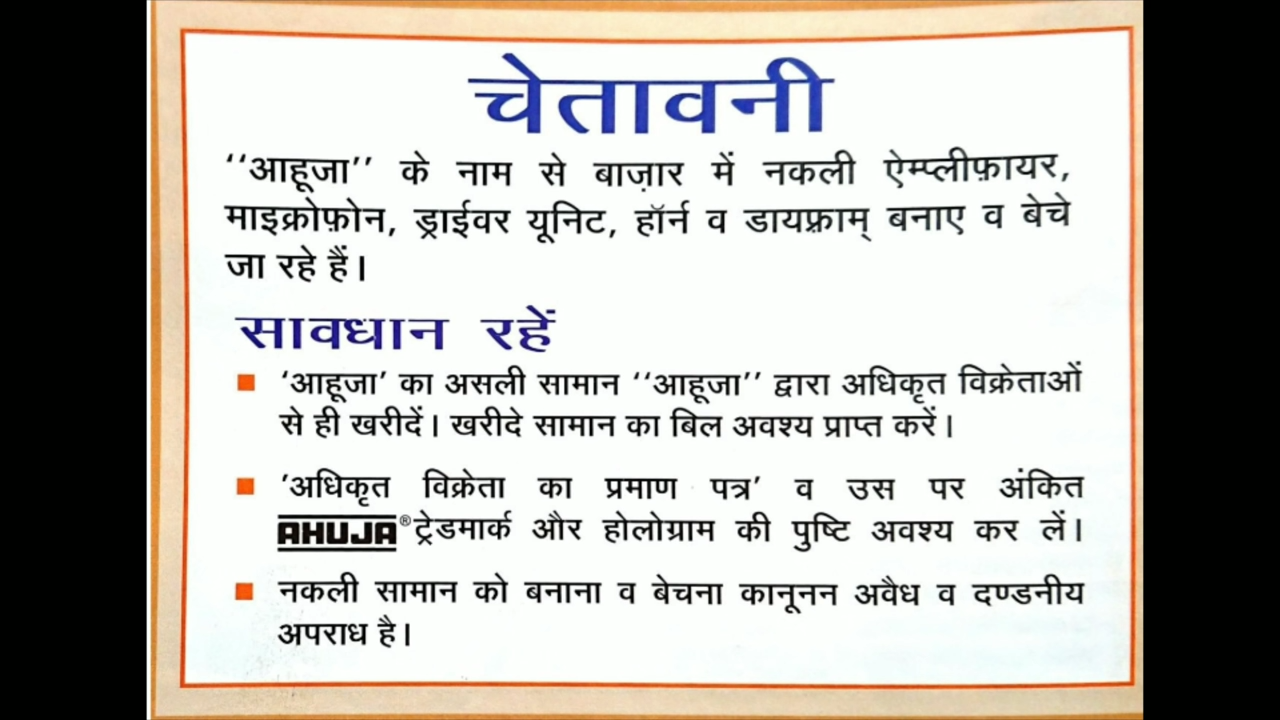 चेतावनी
‘‘आहूजा’’ के नाम से बाज़ार में नकली ऐम्प्लीफ़ायर,
माइक्रोफ़ोन, ड्राईवर यूनिट, हॉर्न व डायफ़्राम् बनाए व बेचे
जा रहे हैं।
सावधान रहें
‘आहूजा’ का असली सामान ‘‘आहूजा’’ द्वारा अधिकृत विक्रेताओं
से ही खरीदें। खरीदे सामान का बिल अवश्य प्राप्त करें।
’अधिकृत विक्रेता का प्रमाण पत्र’ व उस पर अंकित
AHUJA® ट्रेडमार्क और होलोग्राम की पुष्टि अवश्य कर लें।
नकली सामान को बनाना व बेचना कानूनन अवैध व दण्डनीय
अपराध है।